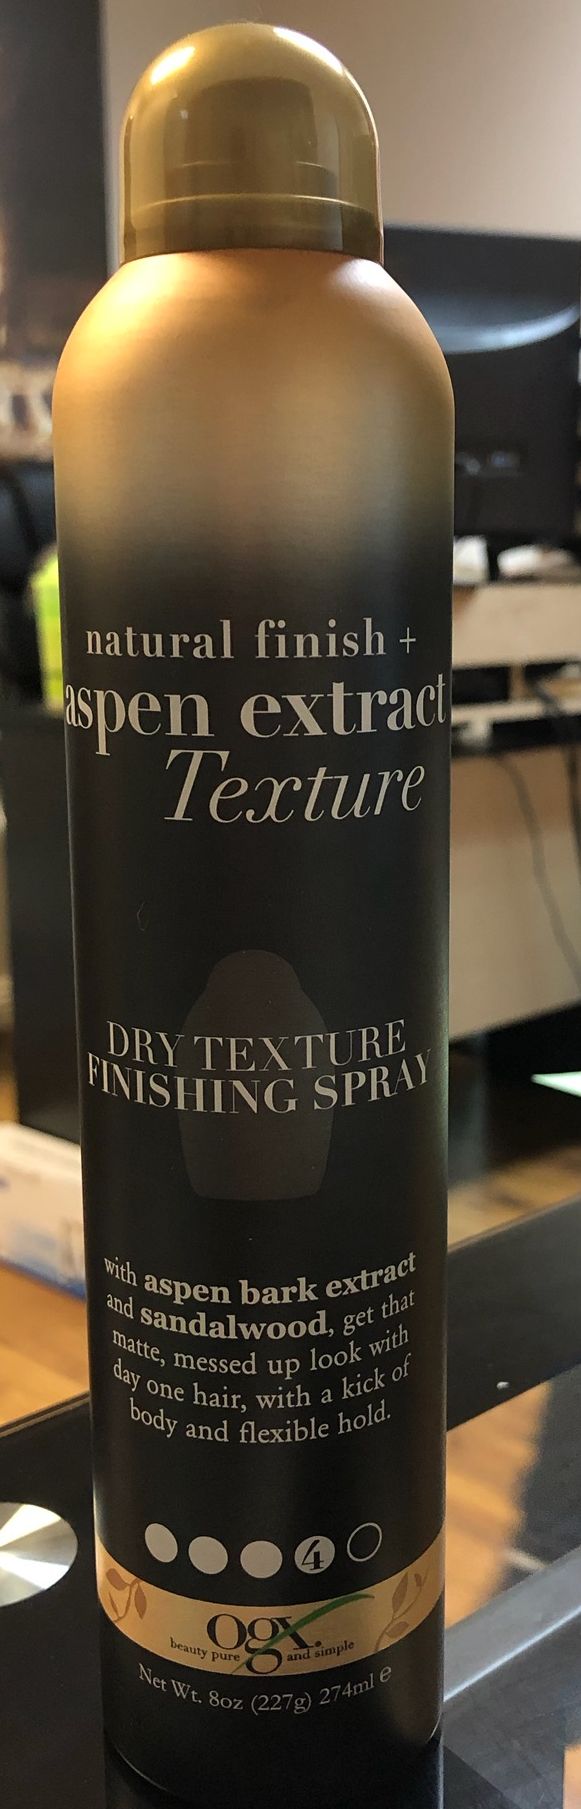 natural finish +
aspen extract
Texture
DRY TEXTURE
FINISHING SPRAY
with aspen bark extract
and sandalwood, get that
matte, messed up look with
day one hair, with a kick of
body and flexible hold.
4
ogx.
beauty pure and simple
Net Wt. 8oz (227g) 274ml ℮